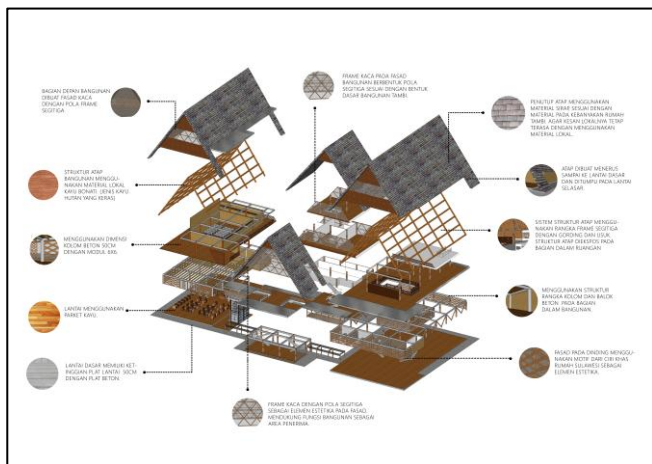 BAGIAN DEPAN BANGUNAN
DIBUAT FASAD KACA
DENGAN POLA FRAME
SEGITIGA
STRUKTUR ATAP
BANGUNAN MENGGU-
NAKAN MATERIAL LOKAL
KAYU BONATI (JENIS KAYU
HUTAN YANG KERAS)
MENGGUNAKAN DIMENSI
KOLOM BETON 50CM
DENGAN MODUL 6X6
LANTAI MENGGUNAKAN
PARKET KAYU.
LANTAI DASAR MEMILIKI KET-
INGGIAN PLAT LANTAI 50CM
DENGAN PLAT BETON.
FRAME KACA PADA FASAD
BANGUNAN BERBENTUK POLA
SEGITIGA SESUAI DENGAN BENTUK
DASAR BANGUNAN TAMBI.
FRAME KACA DENGAN POLA SEGITIGA
SEBAGAI ELEMEN ESTETIKA PADA FASAD,
MENDUKUNG FUNGSI BANGUNAN SEBAGAI
AREA PENERIMA.
PENUTUP ATAP MENGGUNAKAN
MATERIAL SIRAP, SESUAI DENGAN
MATERIAL PADA KEBANYAKAN RUMAH
TAMBI. AGAR KESAN LOKALNYA TETAP
TERASA DENGAN MENGGUNAKAN
MATERIAL LOKAL.
ATAP DIBUAT MENERUS
SAMPAI KE LANTAI DASAR
DAN DITUMPU PADA LANTAI
SELASAR.
SISTEM STRUKTUR ATAP MENGGU-
NAKAN RANGKA FRAME SEGITIGA
DENGAN GORDING DAN USUK.
STRUKTUR ATAP DIEKSPOS PADA
BAGIAN DALAM RUANGAN
MENGGUNAKAN STRUKTUR
RANGKA KOLOM DAN BALOK
BETON PADA BAGIAN
DALAM BANGUNAN.
FASAD PADA DINDING MENGGU-
NAKAN MOTIF DARI CIRI KHAS
RUMAH SULAWESI SEBAGAI
ELEMEN ESTETIKA.